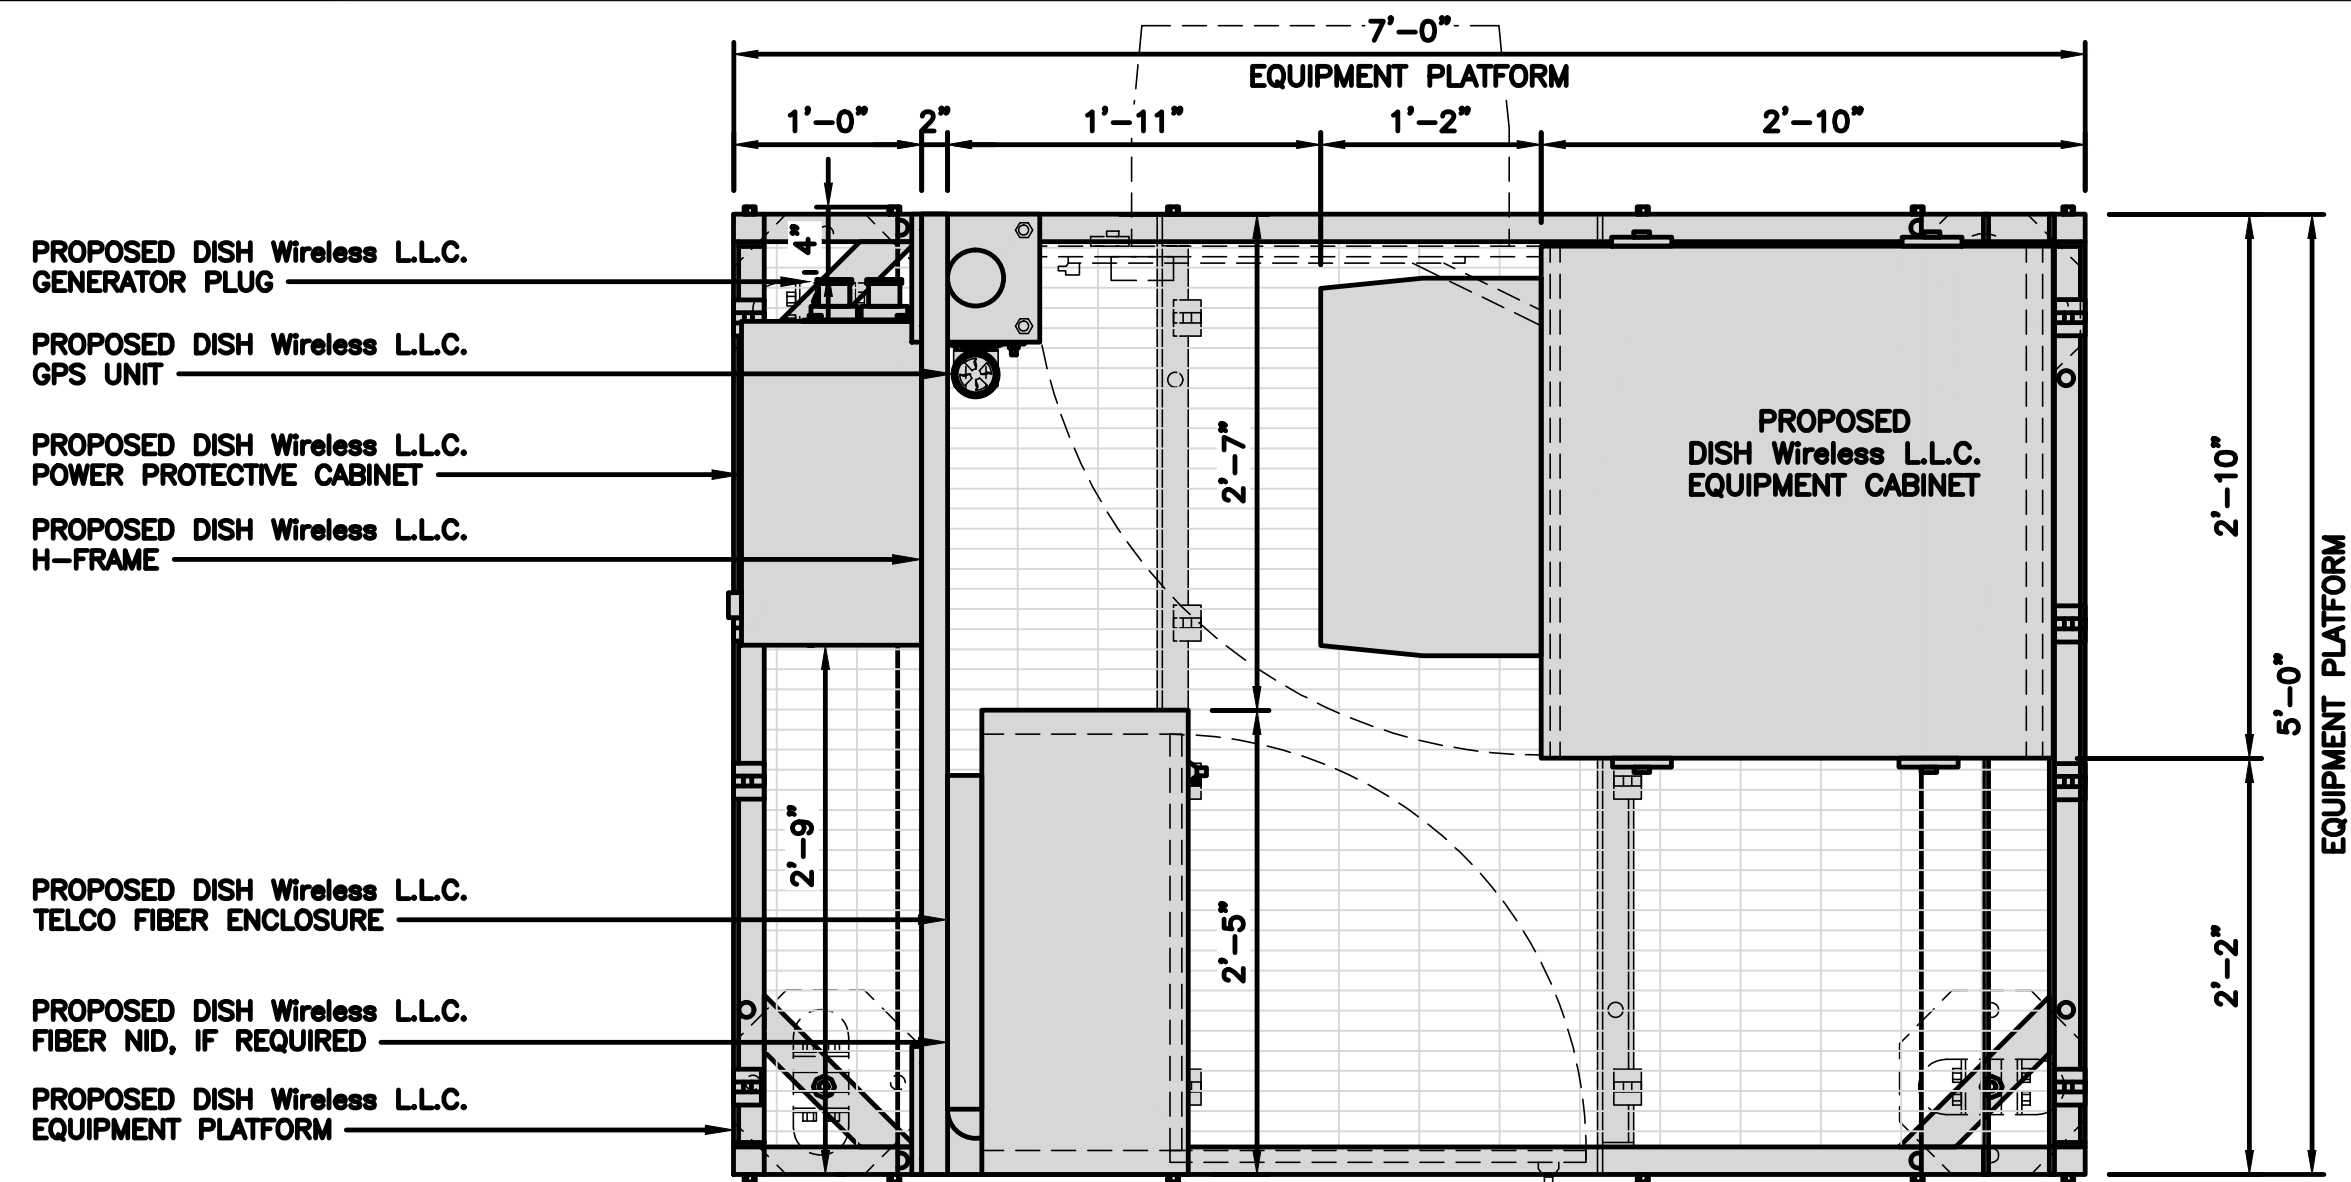 7'-0"
EQUIPMENT PLATFORM
1'-0" 2" 1'-11" 1'-2" 2'-10"
4"
PROPOSED DISH Wireless L.L.C.
GENERATOR PLUG
PROPOSED DISH Wireless L.L.C.
GPS UNIT
PROPOSED DISH Wireless L.L.C.
POWER PROTECTIVE CABINET
PROPOSED DISH Wireless L.L.C.
H-FRAME
PROPOSED DISH Wireless L.L.C.
TELCO FIBER ENCLOSURE
PROPOSED DISH Wireless L.L.C.
FIBER NID, IF REQUIRED
PROPOSED DISH Wireless L.L.C.
EQUIPMENT PLATFORM
2'-9"
2'-7"
2'-5"
PROPOSED
DISH Wireless L.L.C.
EQUIPMENT CABINET
2'-10"
2'-2"
5'-0"
EQUIPMENT PLATFORM